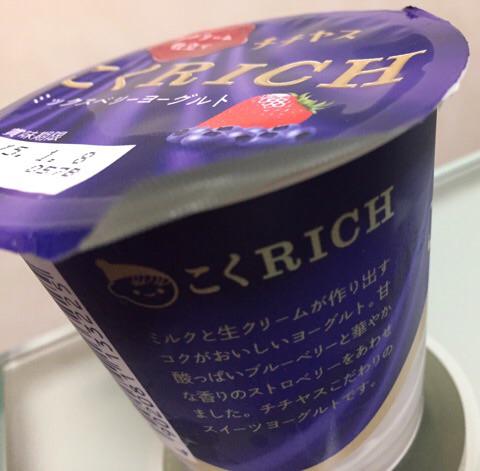 チチヤス
こくRICH
ミックスベリーヨーグルト
賞味期限
15.1.8
こくRICH
ミルクと生クリームが作り出す
コクがおいしいヨーグルト。甘
酸っぱいブルーベリーと華やか
な香りのストロベリーをあわせ
ました。チチヤスこだわりの
スイーツヨーグルトです。